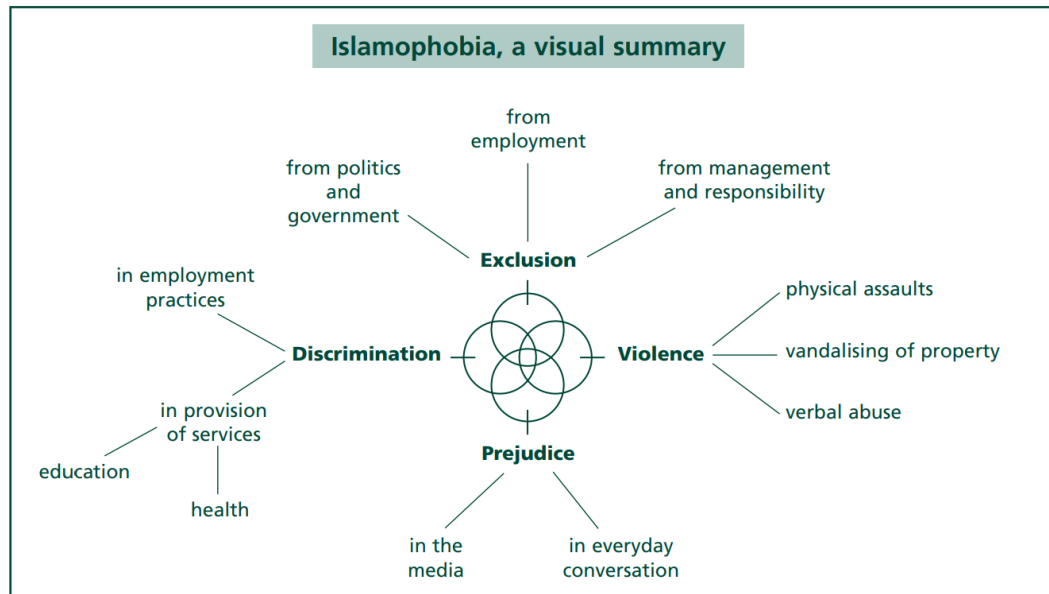 Islamophobia, a visual summary
from
employment
from politics
and
government
from management
and responsibility
Exclusion
in employment
practices
physical assaults
Discrimination
Violence
vandalising of property
in provision
of services
verbal abuse
education
health
Prejudice
in the
media
in everyday
conversation